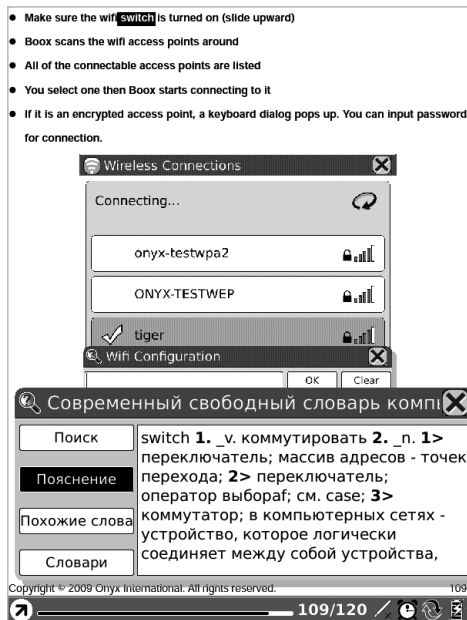 Make sure the wifi switch is turned on (slide upward)
Boox scans the wifi access points around
All of the connectable access points are listed
You select one then Boox starts connecting to it
If it is an encrypted access point, a keyboard dialog pops up. You can input password
for connection.
Wireless Connections
Connecting...
onyx-testwpa2
ONYX-TESTWEP
tiger
Wifi Configuration
OK Clear
Современный свободный словарь комп
Поиск
Пояснение
Похожие слова
Словари
switch 1. _v. коммутировать 2. _n. 1>
переключатель; массив адресов - точек
перехода; 2> переключатель;
оператор выбораf; см. case; 3>
коммутатор; в компьютерных сетях -
устройство, которое логически
соединяет между собой устройства,
Copyright © 2009 Onyx International. All rights reserved. 109
109/120